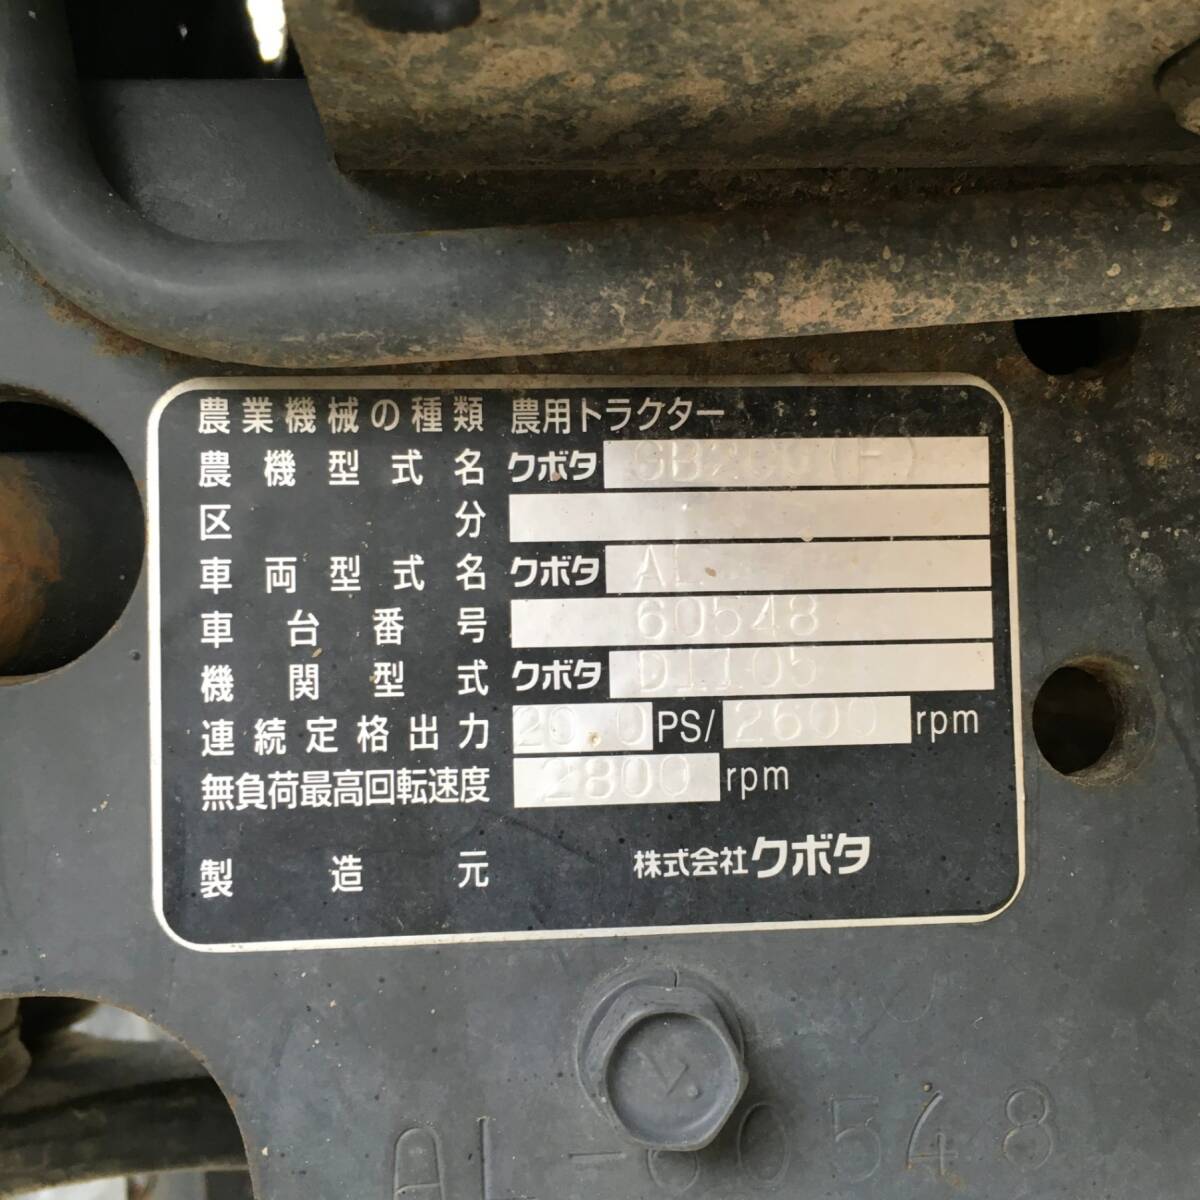 農業機械の種類 農用トラクター
農機型式名 クボタ GB200(F)
区分
車両型式名 クボタ AL
車台番号 60548
機関型式 クボタ D1105
連続定格出力 20.0 PS/ 2600 rpm
無負荷最高回転速度 2800 rpm
製造元 株式会社クボタ
AL-60548